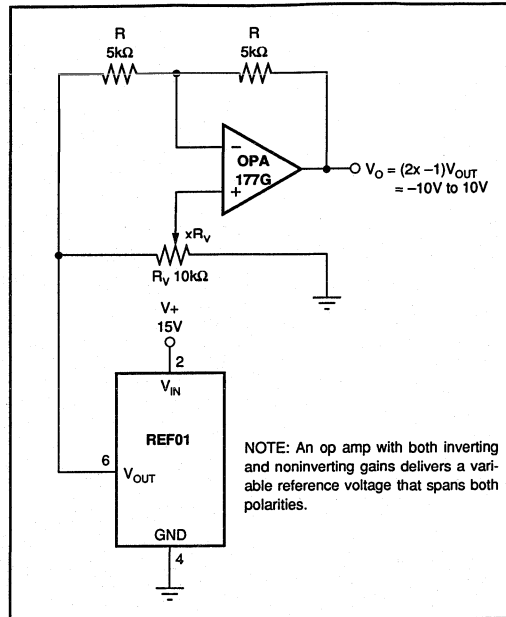 R
5kΩ
R
5kΩ
−
OPA
177G
+
V_O = (2x −1)V_OUT
= −10V to 10V
xR_V
R_V 10kΩ
V+
15V
2
V_IN
REF01
6
V_OUT
NOTE: An op amp with both inverting
and noninverting gains delivers a vari-
able reference voltage that spans both
polarities.
GND
4